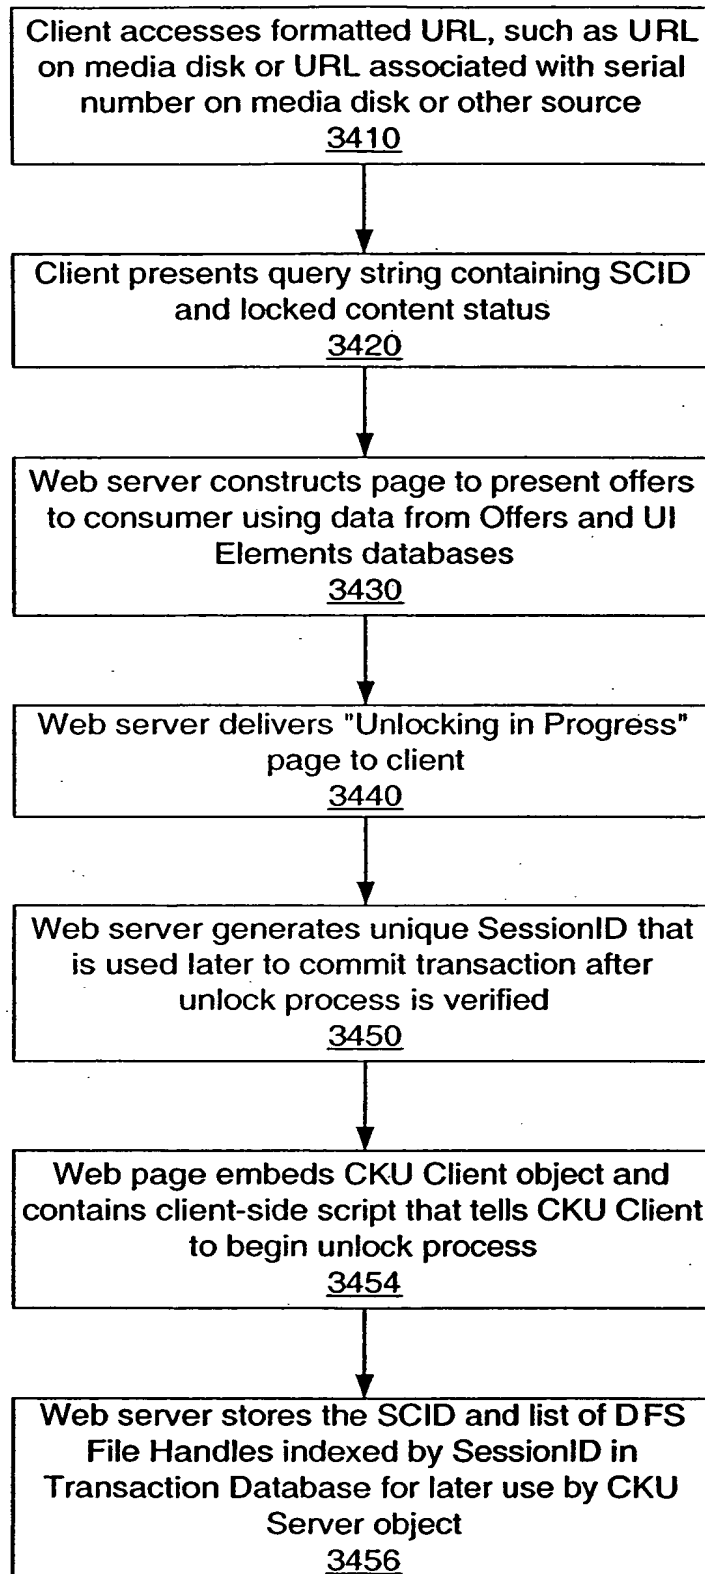 Client accesses formatted URL, such as URL
on media disk or URL associated with serial
number on media disk or other source
3410
Client presents query string containing SCID
and locked content status
3420
Web server constructs page to present offers
to consumer using data from Offers and UI
Elements databases
3430
Web server delivers "Unlocking in Progress"
page to client
3440
Web server generates unique SessionID that
is used later to commit transaction after
unlock process is verified
3450
Web page embeds CKU Client object and
contains client-side script that tells CKU Client
to begin unlock process
3454
Web server stores the SCID and list of DFS
File Handles indexed by SessionID in
Transaction Database for later use by CKU
Server object
3456